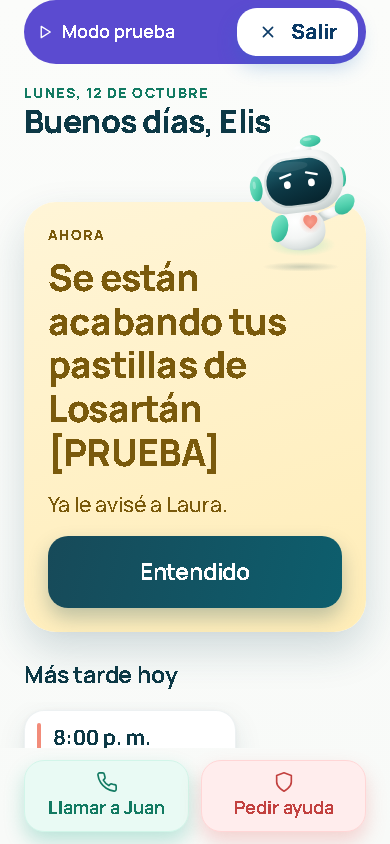 Modo prueba
Salir
LUNES, 12 DE OCTUBRE
Buenos días, Elis
AHORA
Se están
acabando tus
pastillas de
Losartán
[PRUEBA]
Ya le avisé a Laura.
Entendido
Más tarde hoy
8:00 p. m.
Llamar a Juan
Pedir ayuda